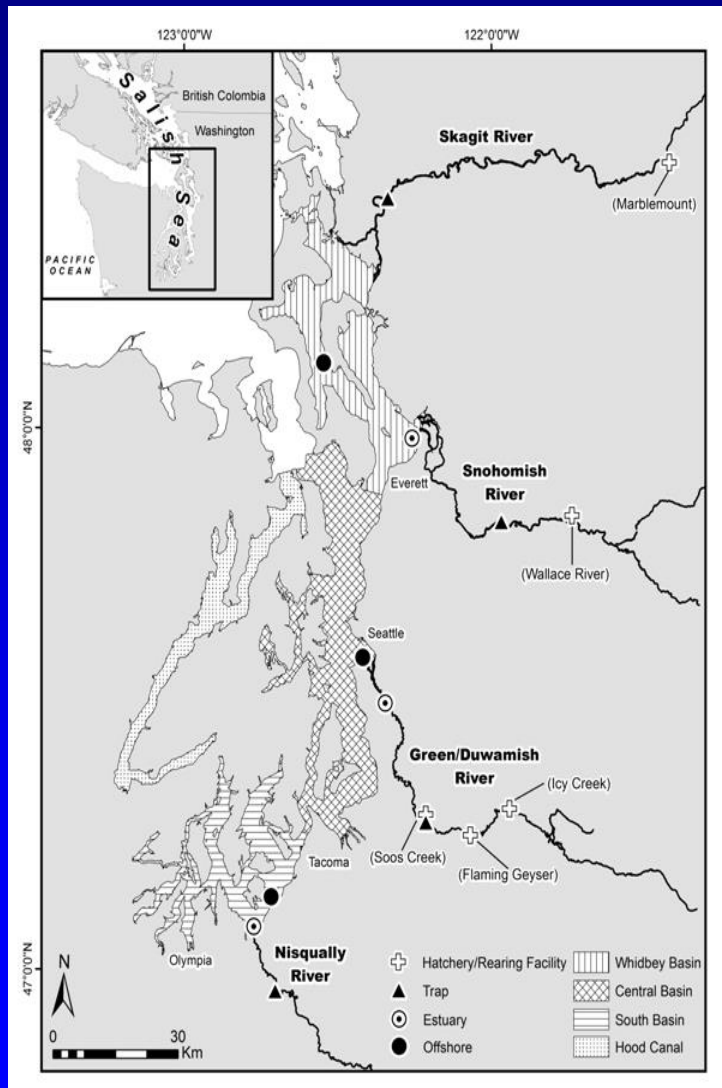 123°0'0"W
122°0'0"W
Salish Sea
British Colombia
Washington
PACIFIC
OCEAN
Skagit River
(Marblemount)
48°0'0"N
Everett
Snohomish
River
(Wallace River)
Seattle
Green/Duwamish
River
(Icy Creek)
(Soos Creek)
(Flaming Geyser)
Tacoma
Olympia
Nisqually
River
47°0'0"N
N
0 30
Km
Hatchery/Rearing Facility
Trap
Estuary
Offshore
Whidbey Basin
Central Basin
South Basin
Hood Canal